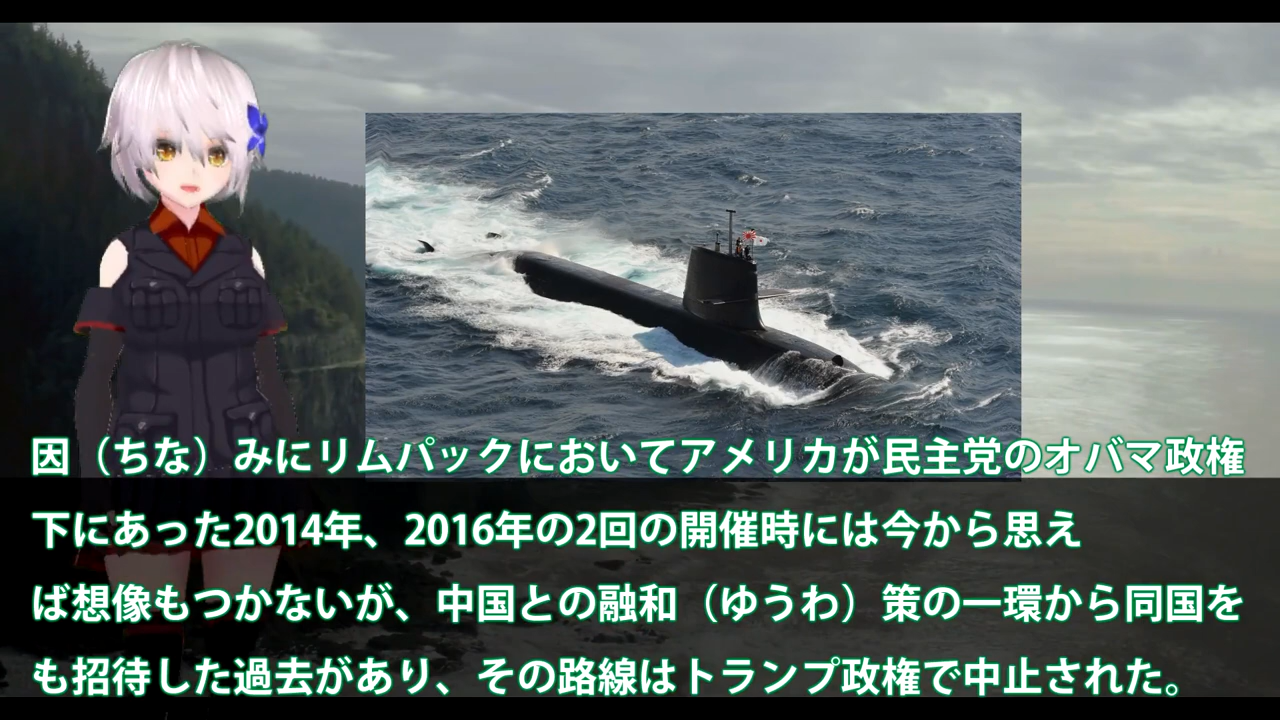 因（ちな）みにリムパックにおいてアメリカが民主党のオバマ政権
下にあった2014年、2016年の2回の開催時には今から思え
ば想像もつかないが、中国との融和（ゆうわ）策の一環から同国を
も招待した過去があり、その路線はトランプ政権で中止された。